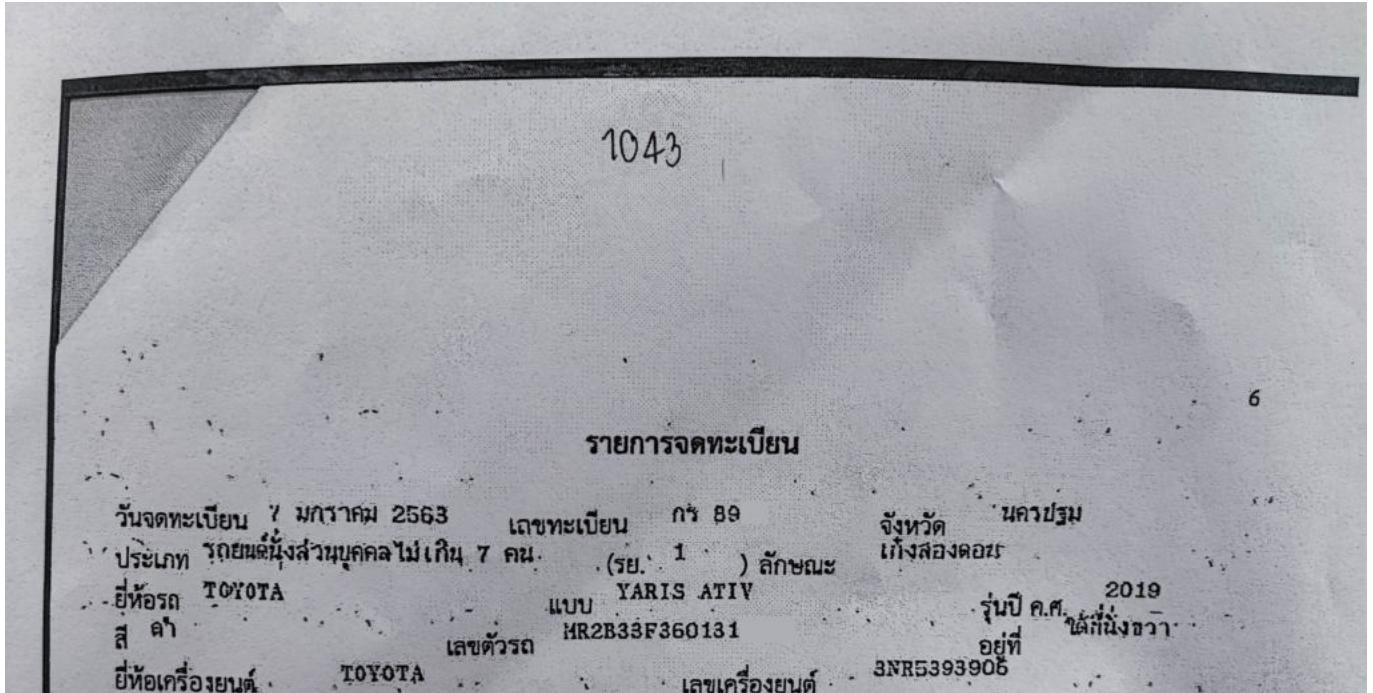 1043
6
รายการจดทะเบียน
วันจดทะเบียน 7 มกราคม 2563 เลขทะเบียน กร 89 จังหวัด นครปฐม
ประเภท รถยนต์นั่งส่วนบุคคลไม่เกิน 7 คน (รย. 1 ) ลักษณะ เก๋งสองตอน
ยี่ห้อรถ TOYOTA แบบ YARIS ATIV รุ่นปี ค.ศ. 2019
สี ดำ เลขตัวรถ MR2B33F360131 อยู่ที่ ใต้ที่นั่งขวา
ยี่ห้อเครื่องยนต์ TOYOTA เลขเครื่องยนต์ 3NR5393906